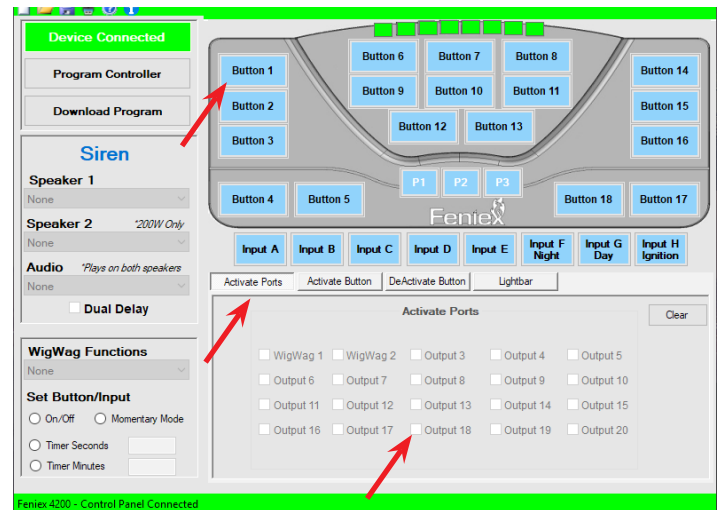 Device Connected
Program Controller
Download Program
Siren
Speaker 1
None
Speaker 2 *200W Only
None
Audio *Plays on both speakers
None
Dual Delay
WigWag Functions
None
Set Button/Input
On/Off Momentary Mode
Timer Seconds
Timer Minutes
Button 1
Button 2
Button 3
Button 4 Button 5
Button 6 Button 7 Button 8
Button 9 Button 10 Button 11
Button 12 Button 13
P1 P2 P3
Feniex
Button 14
Button 15
Button 16
Button 18 Button 17
Input A Input B Input C Input D Input E Input F Night Input G Day Input H Ignition
Activate Ports Activate Button DeActivate Button Lightbar
Activate Ports
Clear
WigWag 1 WigWag 2 Output 3 Output 4 Output 5
Output 6 Output 7 Output 8 Output 9 Output 10
Output 11 Output 12 Output 13 Output 14 Output 15
Output 16 Output 17 Output 18 Output 19 Output 20
Feniex 4200 - Control Panel Connected